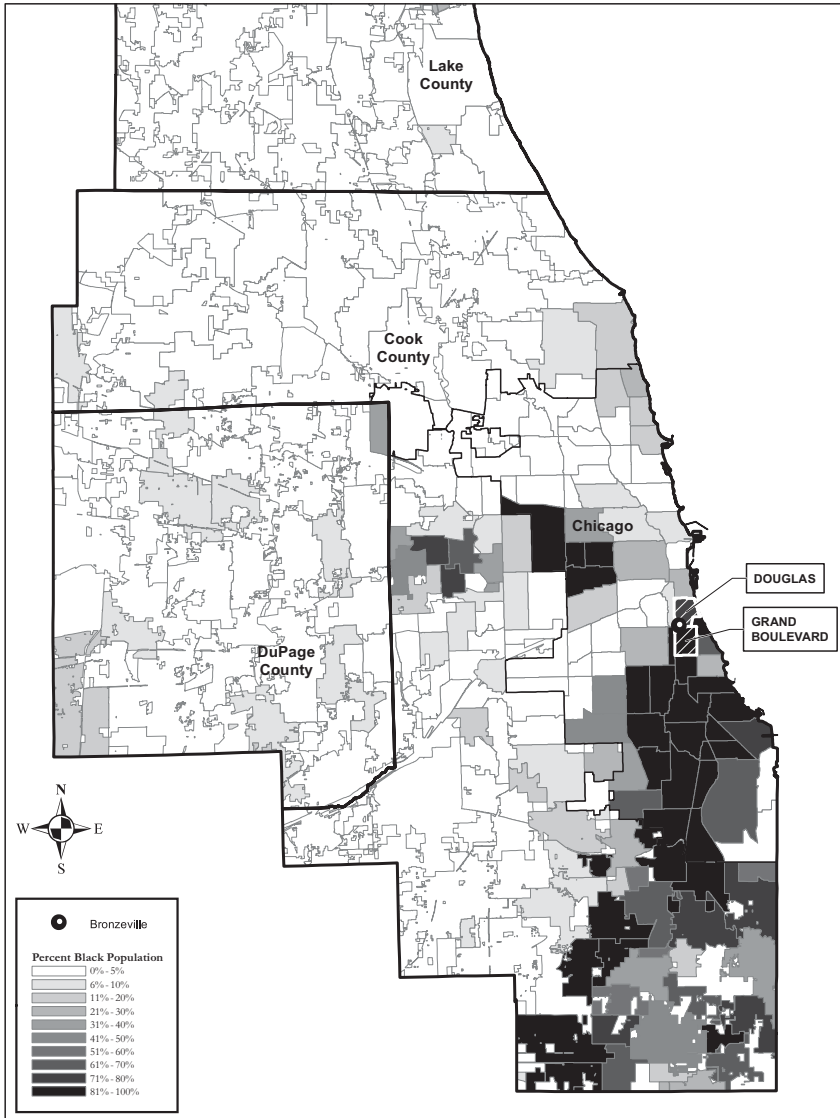 Lake
County
Cook
County
Chicago
DOUGLAS
GRAND
BOULEVARD
DuPage
County
N
W
E
S
Bronzeville
Percent Black Population
0% - 5%
6% - 10%
11% - 20%
21% - 30%
31% - 40%
41% - 50%
51% - 60%
61% - 70%
71% - 80%
81% - 100%